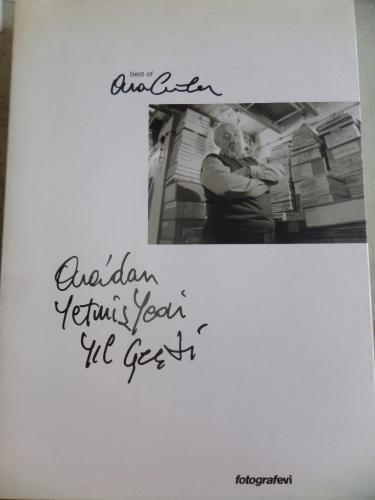 best of
Ara Güler
Ara'dan
Yetmiş Yedi
Yıl Geçti
fotografevi